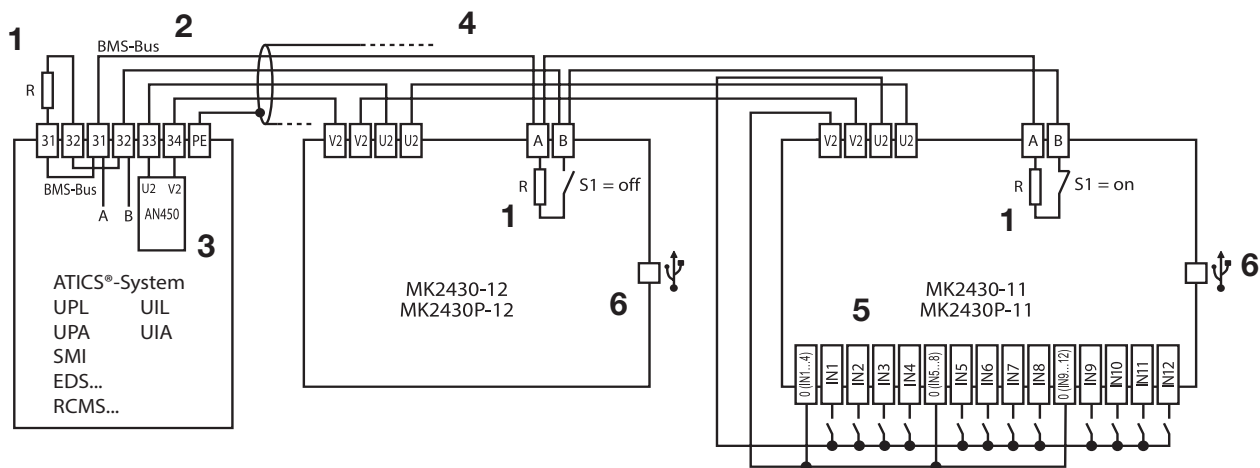 1
2
4
BMS-Bus
R
31 32 31 32 33 34 PE
V2 V2 U2 U2
A B
V2 V2 U2 U2
A B
BMS-Bus
U2 V2
A B
AN450
R
S1 = off
R
S1 = on
1
1
3
ATICS®-System
UPL UIL
UPA UIA
SMI
EDS...
RCMS...
MK2430-12
MK2430P-12
6
MK2430-11
MK2430P-11
6
5
0 (IN1...4)
IN1
IN2
IN3
IN4
0 (IN5...8)
IN5
IN6
IN7
IN8
0 (IN9...12)
IN9
IN10
IN11
IN12